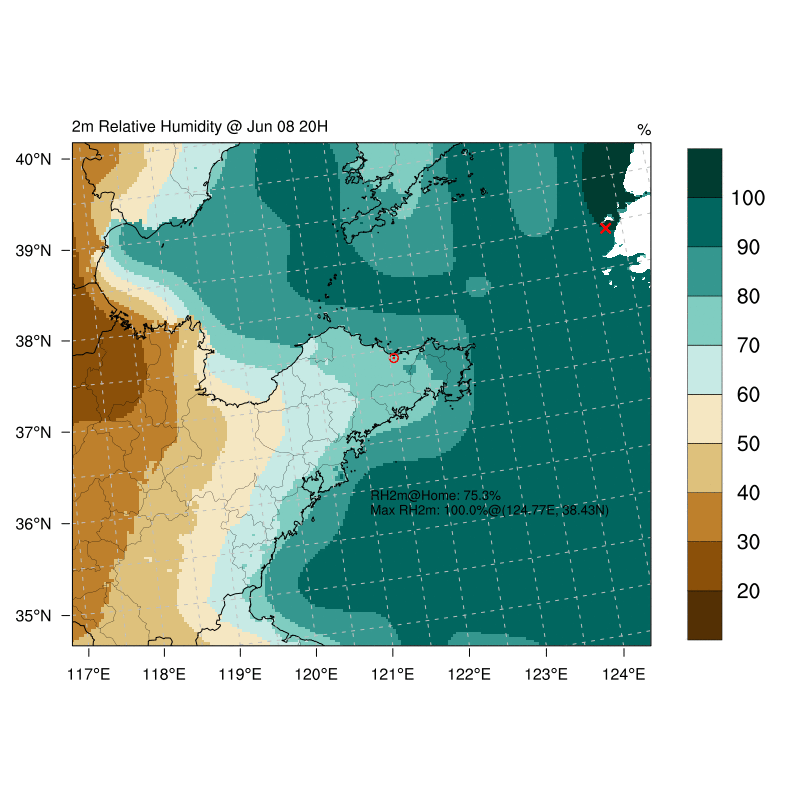 2m Relative Humidity @ Jun 08 20H
%
40°N
39°N
38°N
37°N
36°N
35°N
117°E
118°E
119°E
120°E
121°E
122°E
123°E
124°E
RH2m@Home: 75.3%
Max RH2m: 100.0%@(124.77E, 38.43N)
100
90
80
70
60
50
40
30
20